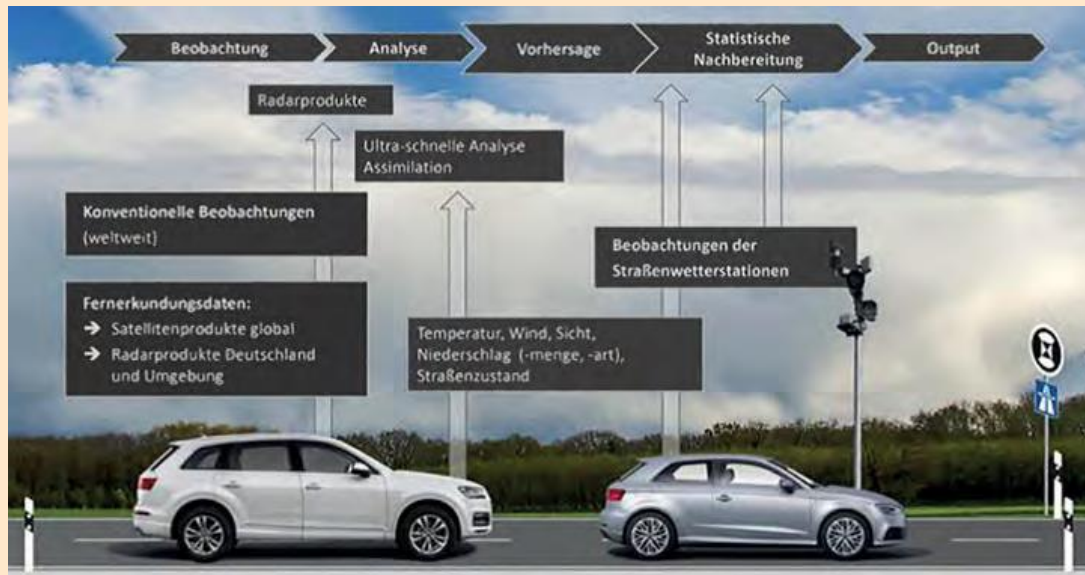 Beobachtung
Analyse
Vorhersage
Statistische
Nachbereitung
Output
Radarprodukte
Ultra-schnelle Analyse
Assimilation
Konventionelle Beobachtungen
(weltweit)
Beobachtungen der
Straßenwetterstationen
Fernerkundungsdaten:
→ Satellitenprodukte global
→ Radarprodukte Deutschland
und Umgebung
Temperatur, Wind, Sicht,
Niederschlag (-menge, -art),
Straßenzustand